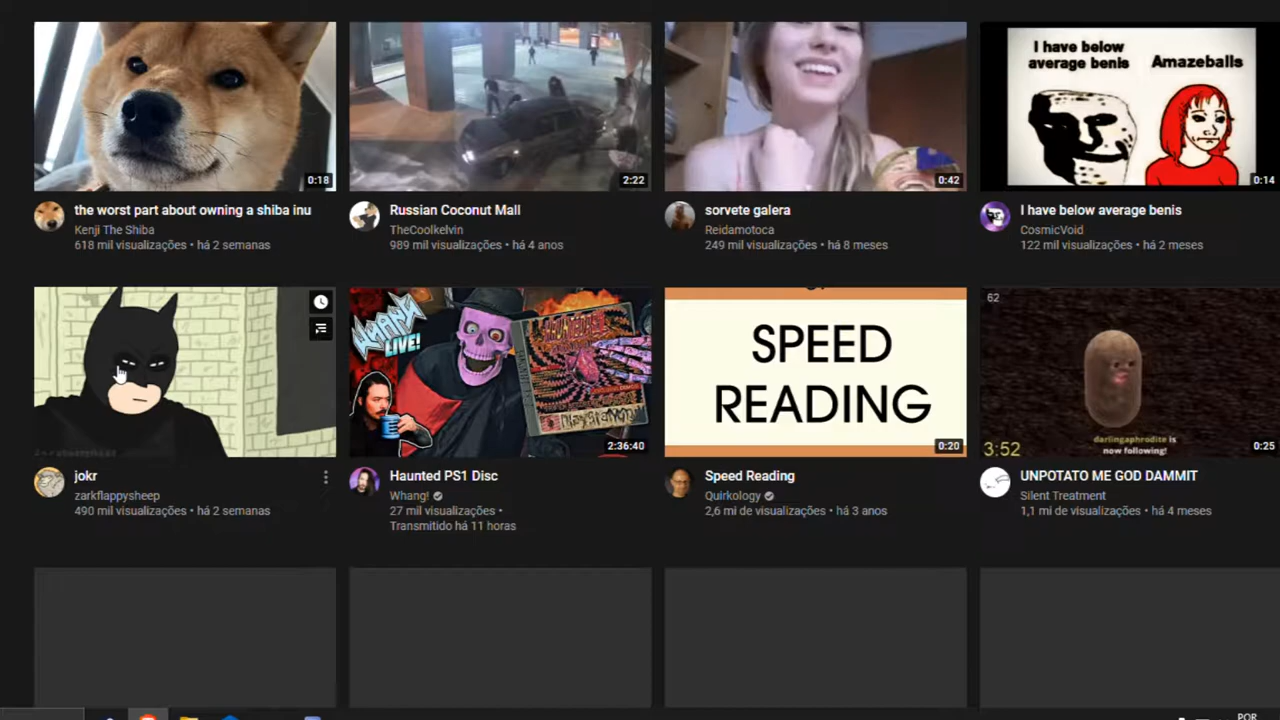 I have below
average benis
Amazeballs
0:18
2:22
0:42
0:14
the worst part about owning a shiba inu
Kenji The Shiba
618 mil visualizações • há 2 semanas
Russian Coconut Mall
TheCoolkelvin
989 mil visualizações • há 4 anos
sorvete galera
Reidamotoca
249 mil visualizações • há 8 meses
I have below average benis
CosmicVoid
122 mil visualizações • há 2 meses
WHANG!
LIVE!
2:36:40
SPEED
READING
0:20
62
3:52
darlingaphrodite is
now following!
0:25
jokr
zarkflappysheep
490 mil visualizações • há 2 semanas
Haunted PS1 Disc
Whang!
27 mil visualizações •
Transmitido há 11 horas
Speed Reading
Quirkology
2,6 mi de visualizações • há 3 anos
UNPOTATO ME GOD DAMMIT
Silent Treatment
1,1 mi de visualizações • há 4 meses
POR